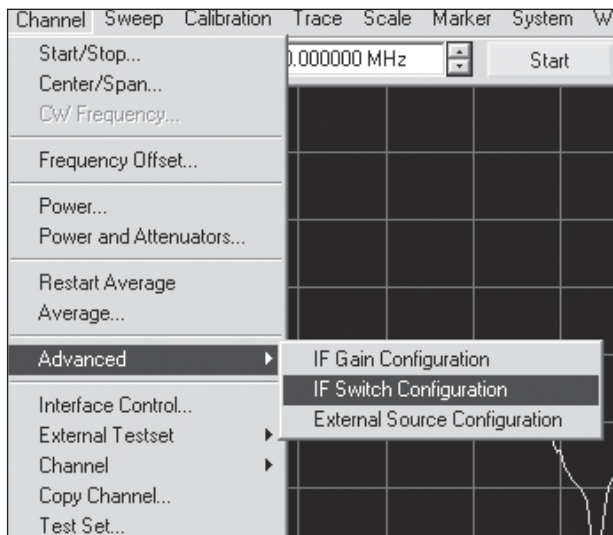 Channel Sweep Calibration Trace Scale Marker System
Start/Stop...
0.000000 MHz
Start
Center/Span...
CW Frequency...
Frequency Offset...
Power...
Power and Attenuators...
Restart Average
Average...
Advanced
IF Gain Configuration
IF Switch Configuration
External Source Configuration
Interface Control...
External Testset
Channel
Copy Channel...
Test Set...